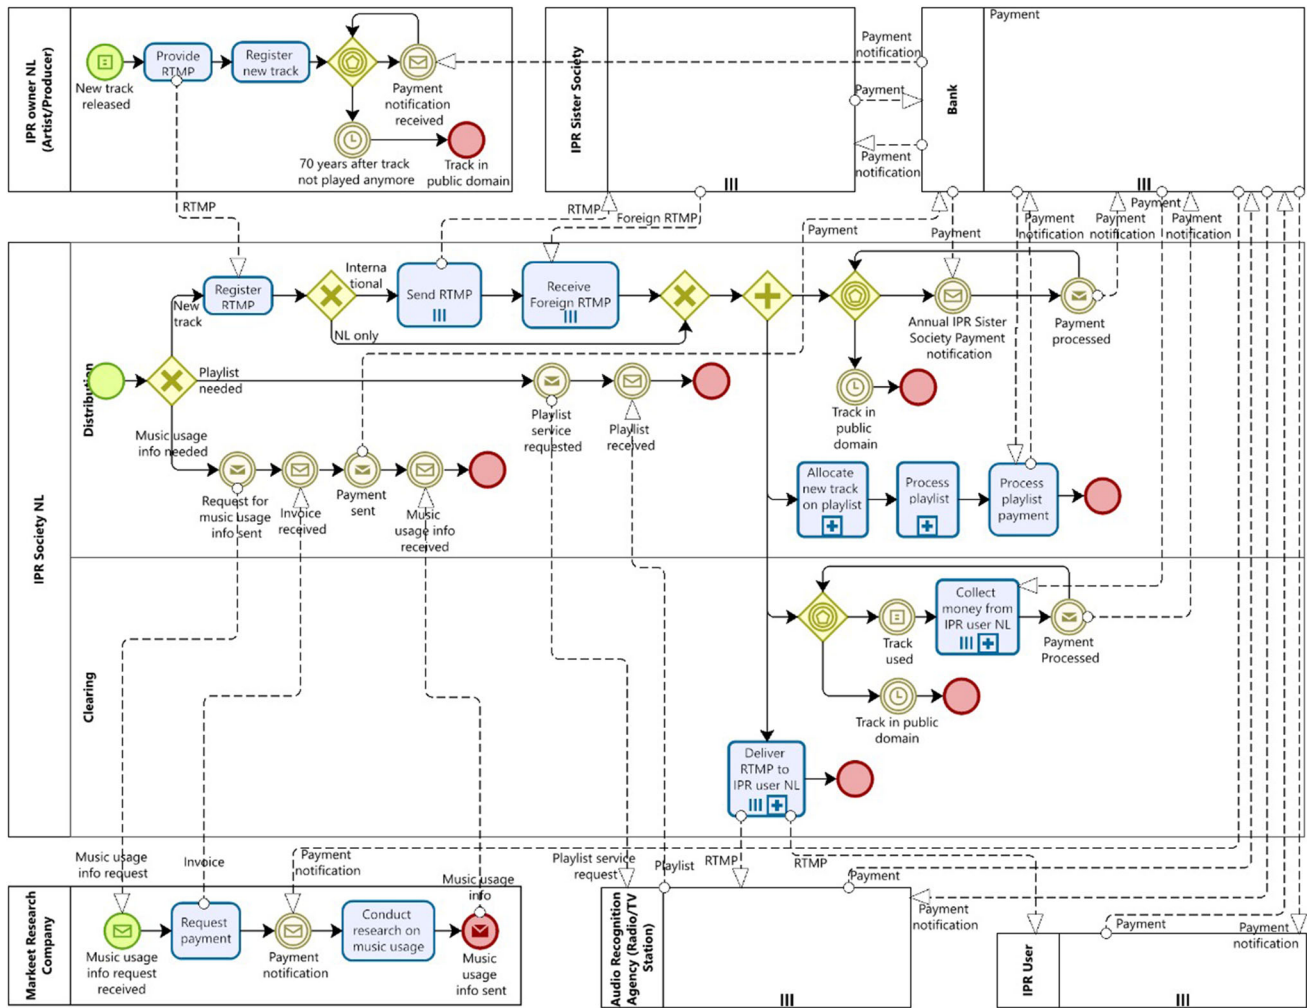 IPR owner NL
(Artist/Producer)
New track
released
Provide
RTMP
Register
new track
Payment
notification
received
70 years after track
not played anymore
Track in
public domain
IPR Sister Society
Payment
notification
Payment
Payment
notification
Bank
Payment
RTMP
RTMP
Foreign RTMP
Payment
Payment
Payment
notification
Payment
notification
Payment
Payment
notification
IPR Society NL
Distribution
New
track
Register
RTMP
Interna
tional
NL only
Send RTMP
Receive
Foreign RTMP
Annual IPR Sister
Society Payment
notification
Payment
processed
Playlist
needed
Playlist
service
requested
Playlist
received
Track in
public
domain
Music usage
info needed
Request for
music usage
info sent
Invoice
received
Payment
sent
Music
usage info
received
Allocate
new track
on playlist
Process
playlist
Process
playlist
payment
Clearing
Track
used
Collect
money from
IPR user NL
Payment
Processed
Track in public
domain
Deliver
RTMP to
IPR user NL
Music usage
info request
Invoice
Payment
notification
Music usage
info
Playlist service
request
Playlist
RTMP
RTMP
Payment
Payment
notification
Payment
Payment
notification
Markeet Research
Company
Music usage
info request
received
Request
payment
Payment
notification
Conduct
research on
music usage
Music
usage
info sent
Audio Recognition
Agency (Radio/TV
Station)
IPR User